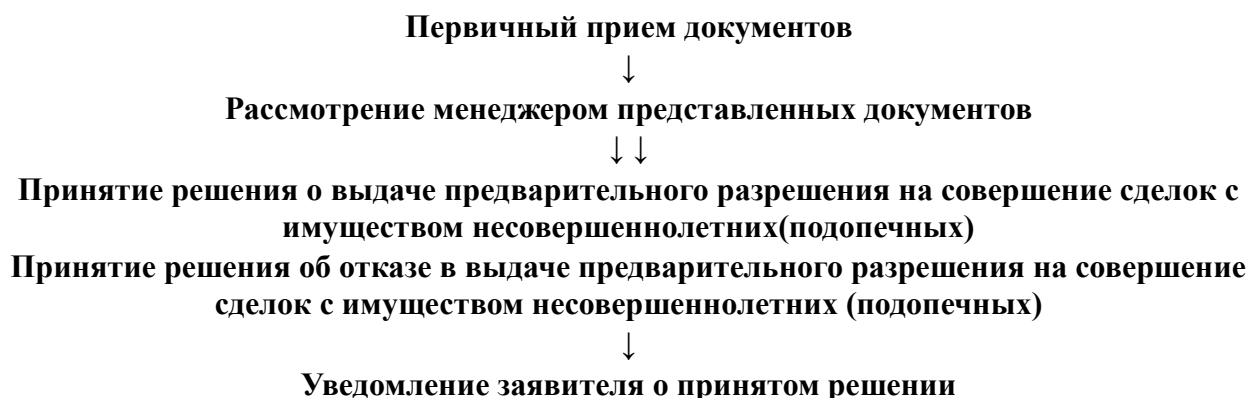 Первичный прием документов
↓
Рассмотрение менеджером представленных документов
↓ ↓
Принятие решения о выдаче предварительного разрешения на совершение сделок с
имуществом несовершеннолетних(подопечных)
Принятие решения об отказе в выдаче предварительного разрешения на совершение
сделок с имуществом несовершеннолетних (подопечных)
↓
Уведомление заявителя о принятом решении